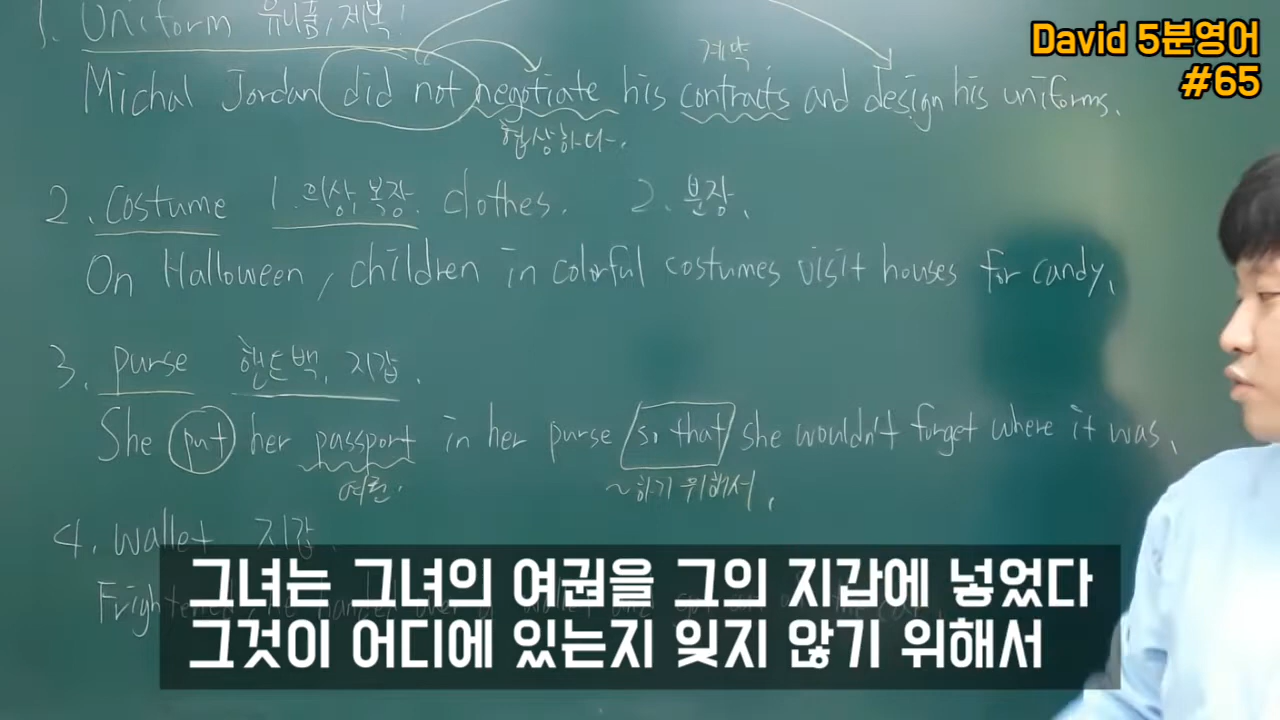 David 5분영어
#65
1. Uniform 유니폼, 제복!
계약
Michal Jordan did not negotiate his contracts and design his uniforms.
협상하다.
2. Costume 1. 의상, 복장. clothes. 2. 분장.
On Halloween, children in colorful costumes visit houses for candy.
3. purse 핸드백, 지갑.
She put her passport in her purse so that she wouldn't forget where it was.
여권. ~하기 위해서.
4. wallet 지갑.
그녀는 그녀의 여권을 그의 지갑에 넣었다
그것이 어디에 있는지 잊지 않기 위해서